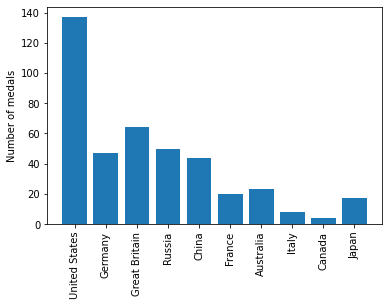 140
120
100
80
60
40
20
0
Number of medals
United States
Germany
Great Britain
Russia
China
France
Australia
Italy
Canada
Japan